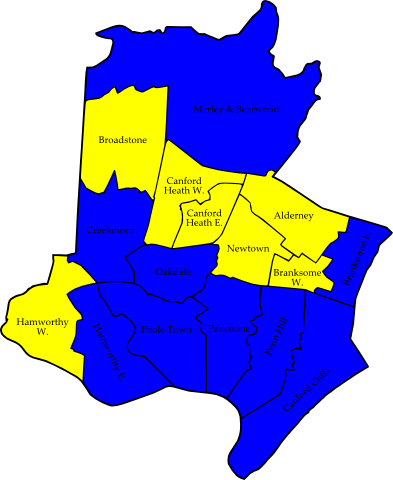 Merley & Bearwood
Broadstone
Canford
Heath W.
Canford
Heath E.
Alderney
Creekmoor
Newtown
Branksome E.
Oakdale
Branksome
W.
Hamworthy
W.
Hamworthy E.
Poole Town
Parkstone
Penn Hill
Canford Cliffs